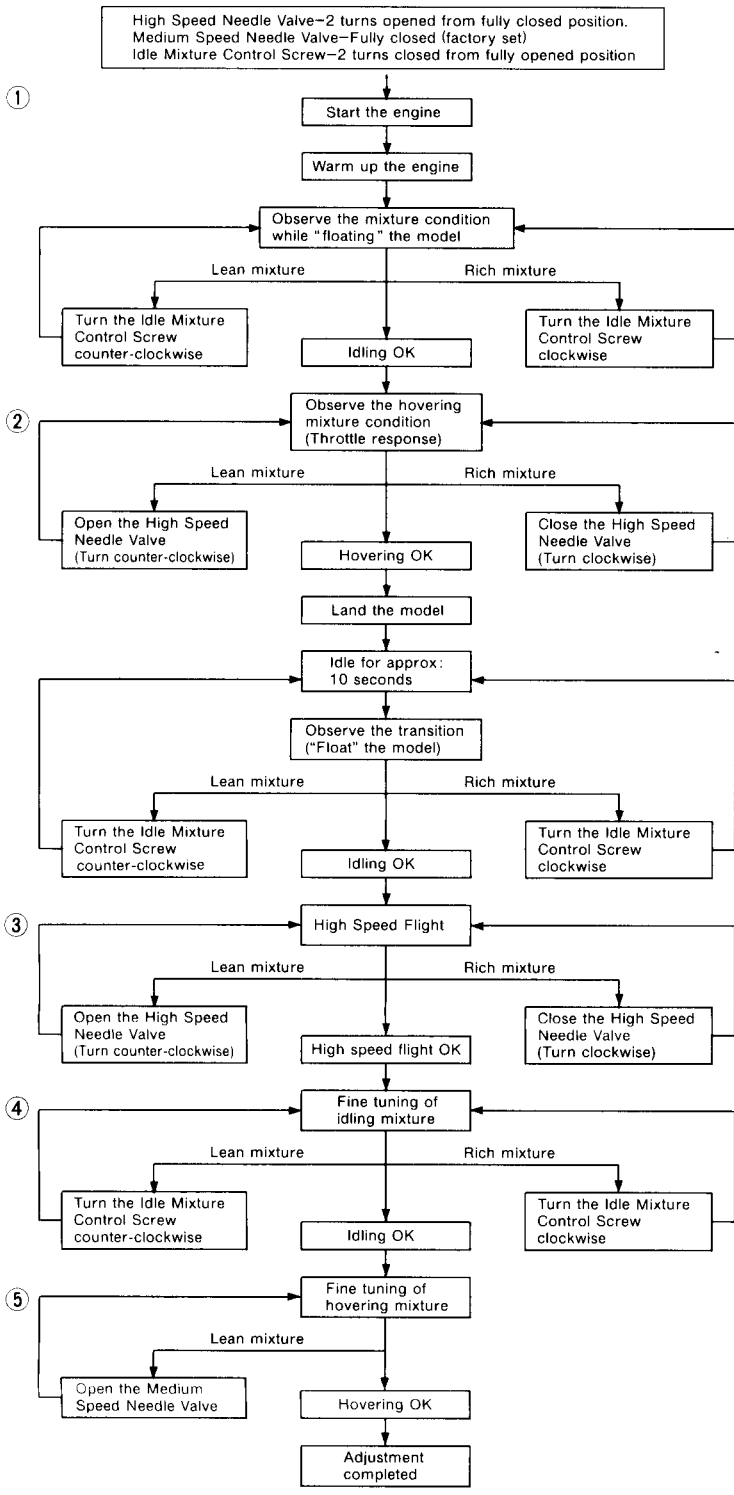 High Speed Needle Valve–2 turns opened from fully closed position.
Medium Speed Needle Valve–Fully closed (factory set)
Idle Mixture Control Screw–2 turns closed from fully opened position
①
Start the engine
Warm up the engine
Observe the mixture condition
while "floating" the model
Lean mixture
Rich mixture
Turn the Idle Mixture
Control Screw
counter-clockwise
Turn the Idle Mixture
Control Screw
clockwise
Idling OK
②
Observe the hovering
mixture condition
(Throttle response)
Lean mixture
Rich mixture
Open the High Speed
Needle Valve
(Turn counter-clockwise)
Close the High Speed
Needle Valve
(Turn clockwise)
Hovering OK
Land the model
Idle for approx:
10 seconds
Observe the transition
("Float" the model)
Lean mixture
Rich mixture
Turn the Idle Mixture
Control Screw
counter-clockwise
Turn the Idle Mixture
Control Screw
clockwise
Idling OK
③
High Speed Flight
Lean mixture
Rich mixture
Open the High Speed
Needle Valve
(Turn counter-clockwise)
Close the High Speed
Needle Valve
(Turn clockwise)
High speed flight OK
④
Fine tuning of
idling mixture
Lean mixture
Rich mixture
Turn the Idle Mixture
Control Screw
counter-clockwise
Turn the Idle Mixture
Control Screw
clockwise
Idling OK
⑤
Fine tuning of
hovering mixture
Lean mixture
Open the Medium
Speed Needle Valve
Hovering OK
Adjustment
completed